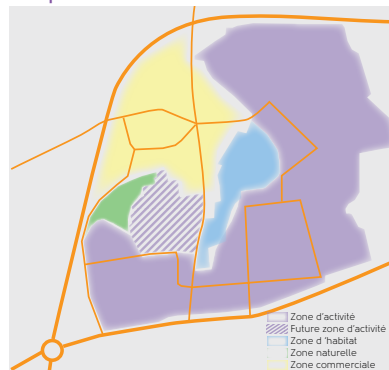 Zone d'activité
Future zone d'activité
Zone d 'habitat
Zone naturelle
Zone commerciale